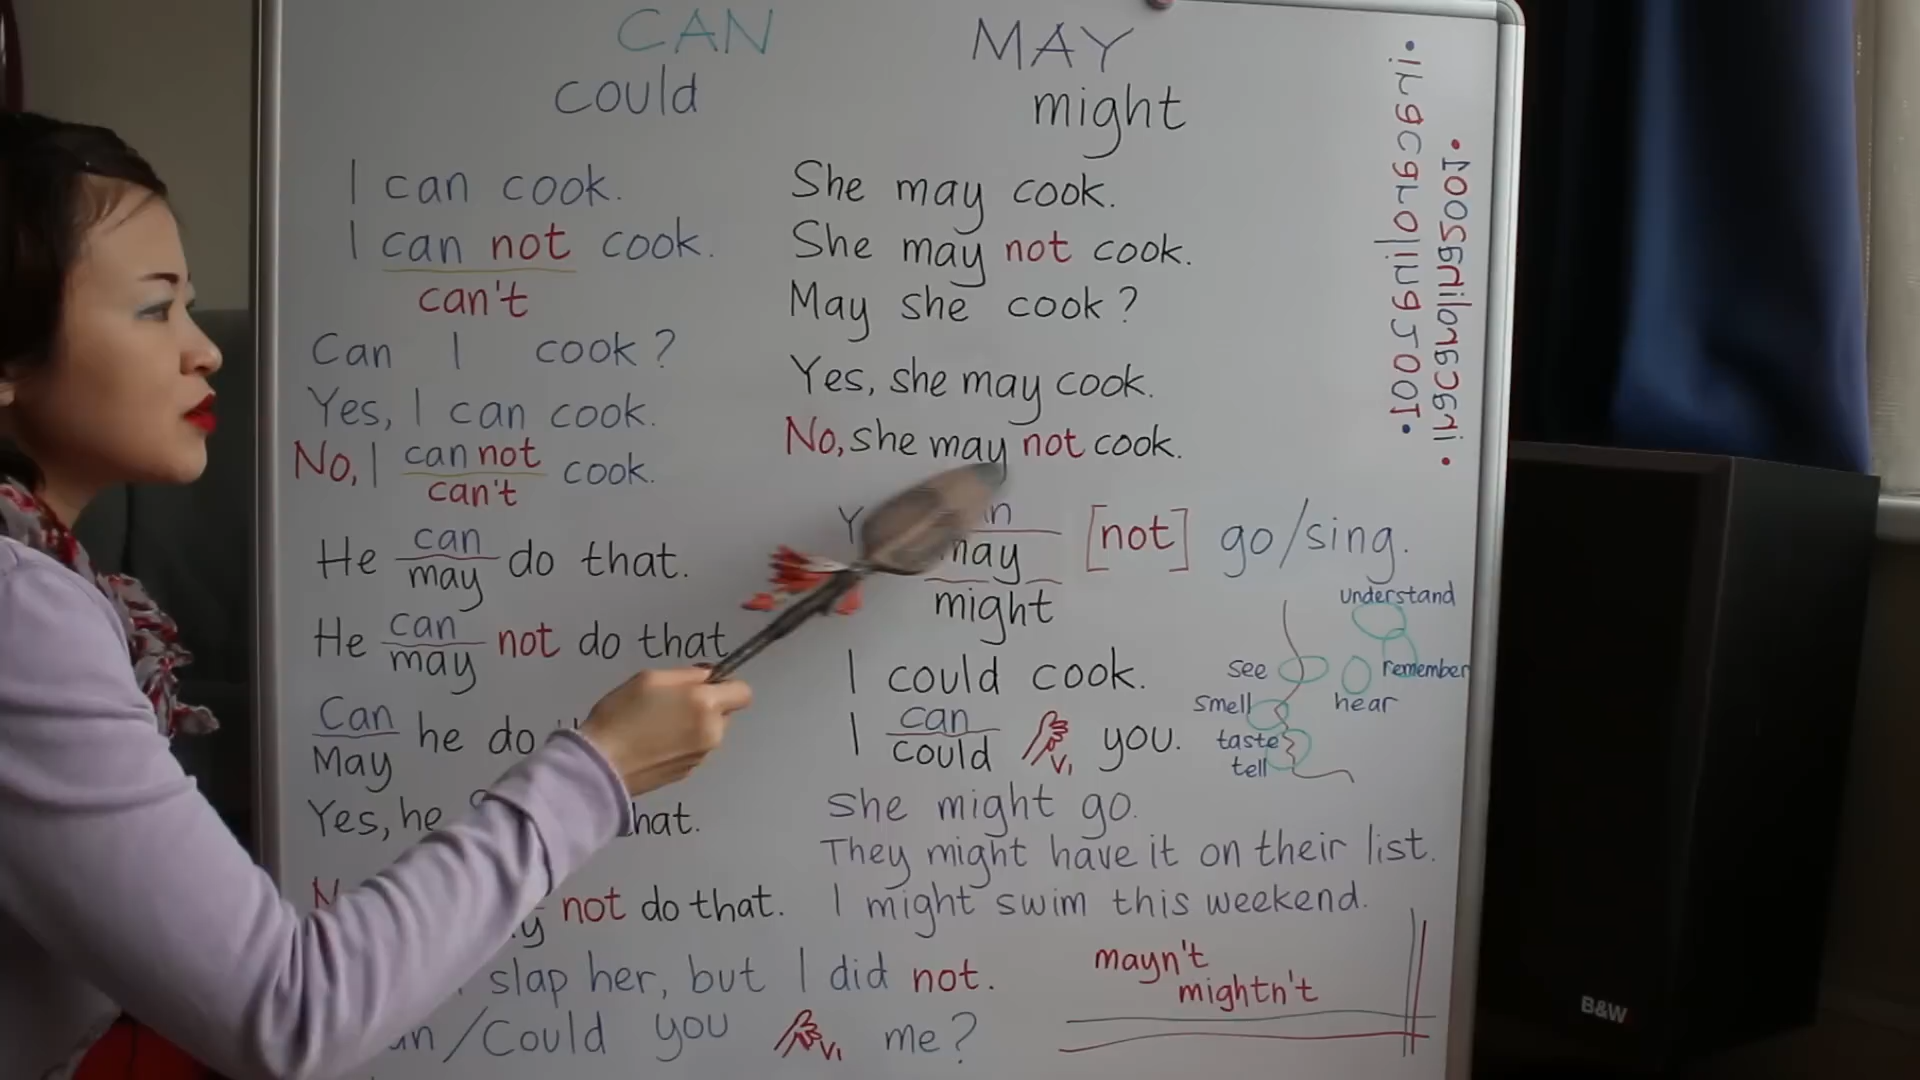 CAN
could
I can cook.
I can not cook.
can't
Can I cook?
Yes, I can cook.
No, I can not cook.
can't
He can do that.
may
He can not do that
may
Can he do
May
Yes, he hat.
not do that.
slap her, but I did not.
/Could you V₁ me?
MAY
might
She may cook.
She may not cook.
May she cook?
Yes, she may cook.
No, she may not cook.
may [not] go/sing.
might
I could cook.
I can V₁ you.
could
She might go.
They might have it on their list.
I might swim this weekend.
mayn't
mightn't
understand
see
remember
smell
hear
taste
tell
B&W